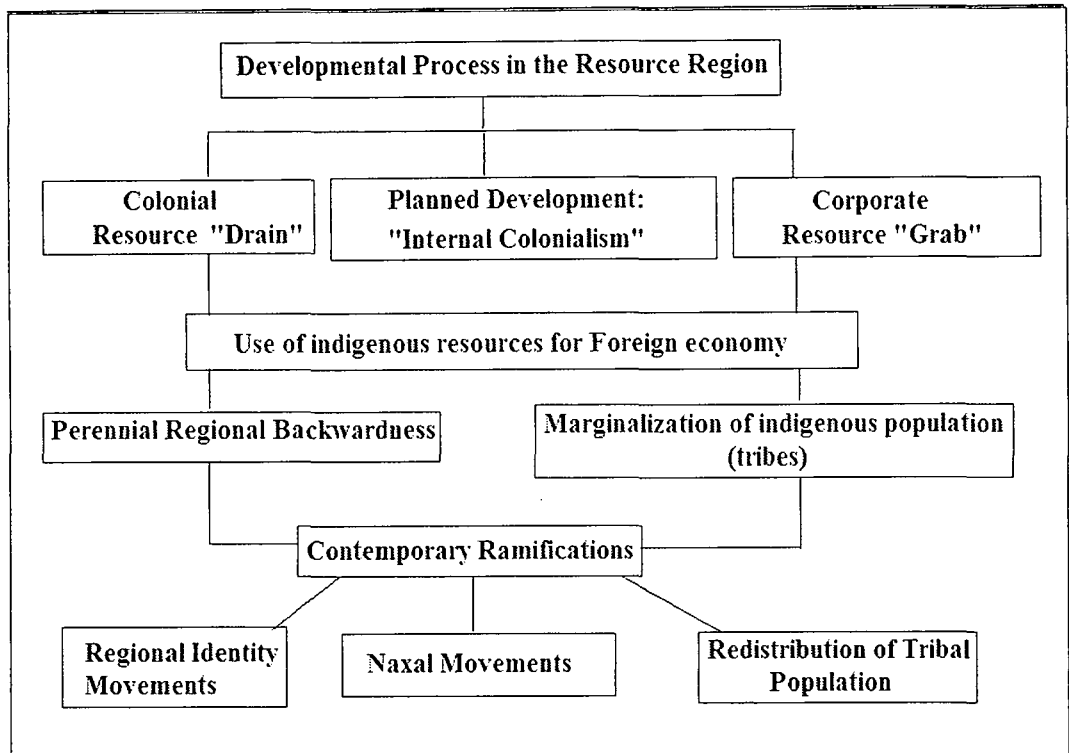 Developmental Process in the Resource Region
Colonial
Resource "Drain"
Planned Development:
"Internal Colonialism"
Corporate
Resource "Grab"
Use of indigenous resources for Foreign economy
Perennial Regional Backwardness
Marginalization of indigenous population
(tribes)
Contemporary Ramifications
Regional Identity
Movements
Naxal Movements
Redistribution of Tribal
Population